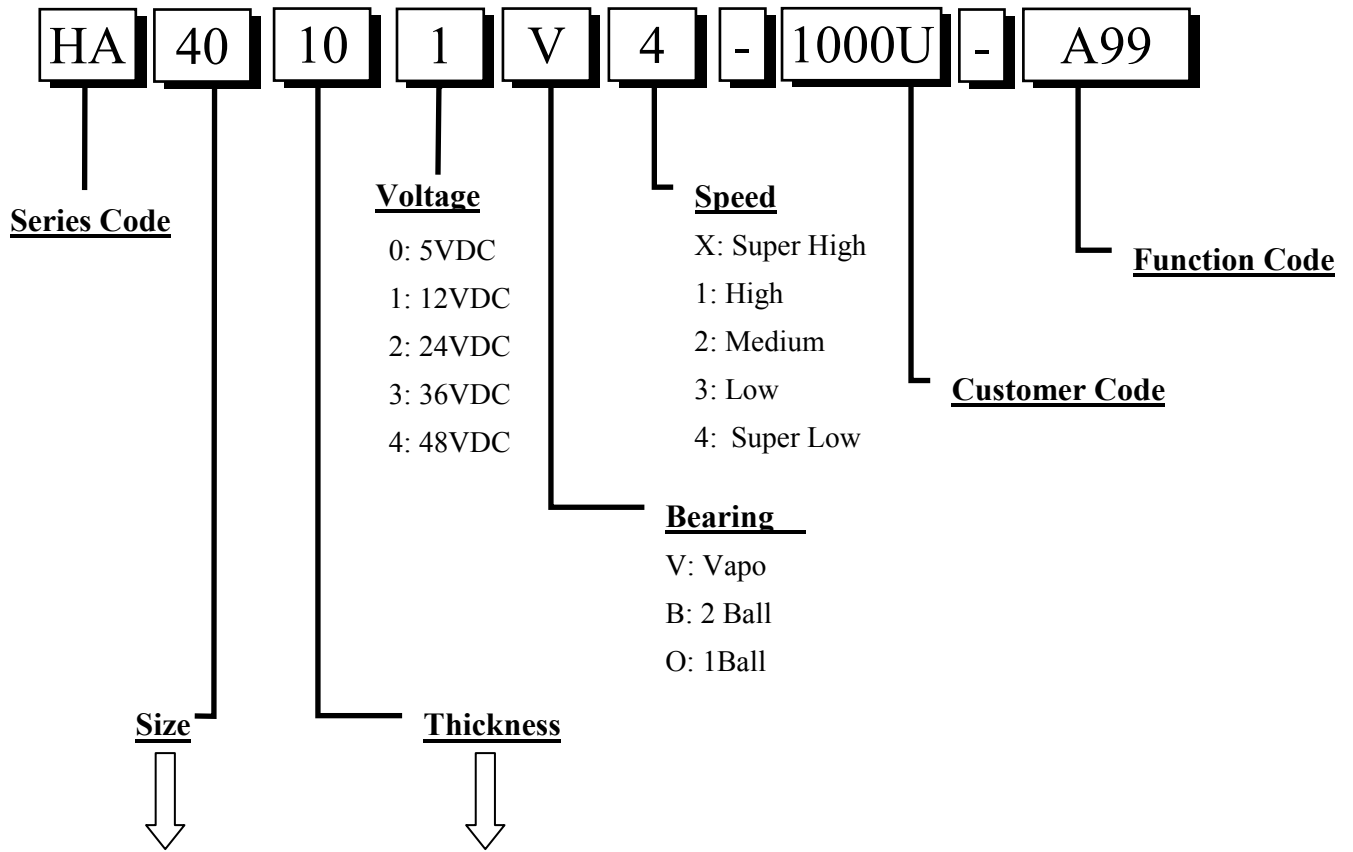 HA 40 10 1 V 4 - 1000U - A99
Series Code
Voltage
0: 5VDC
1: 12VDC
2: 24VDC
3: 36VDC
4: 48VDC
Speed
X: Super High
1: High
2: Medium
3: Low
4: Super Low
Function Code
Customer Code
Bearing
V: Vapo
B: 2 Ball
O: 1Ball
Size
Thickness